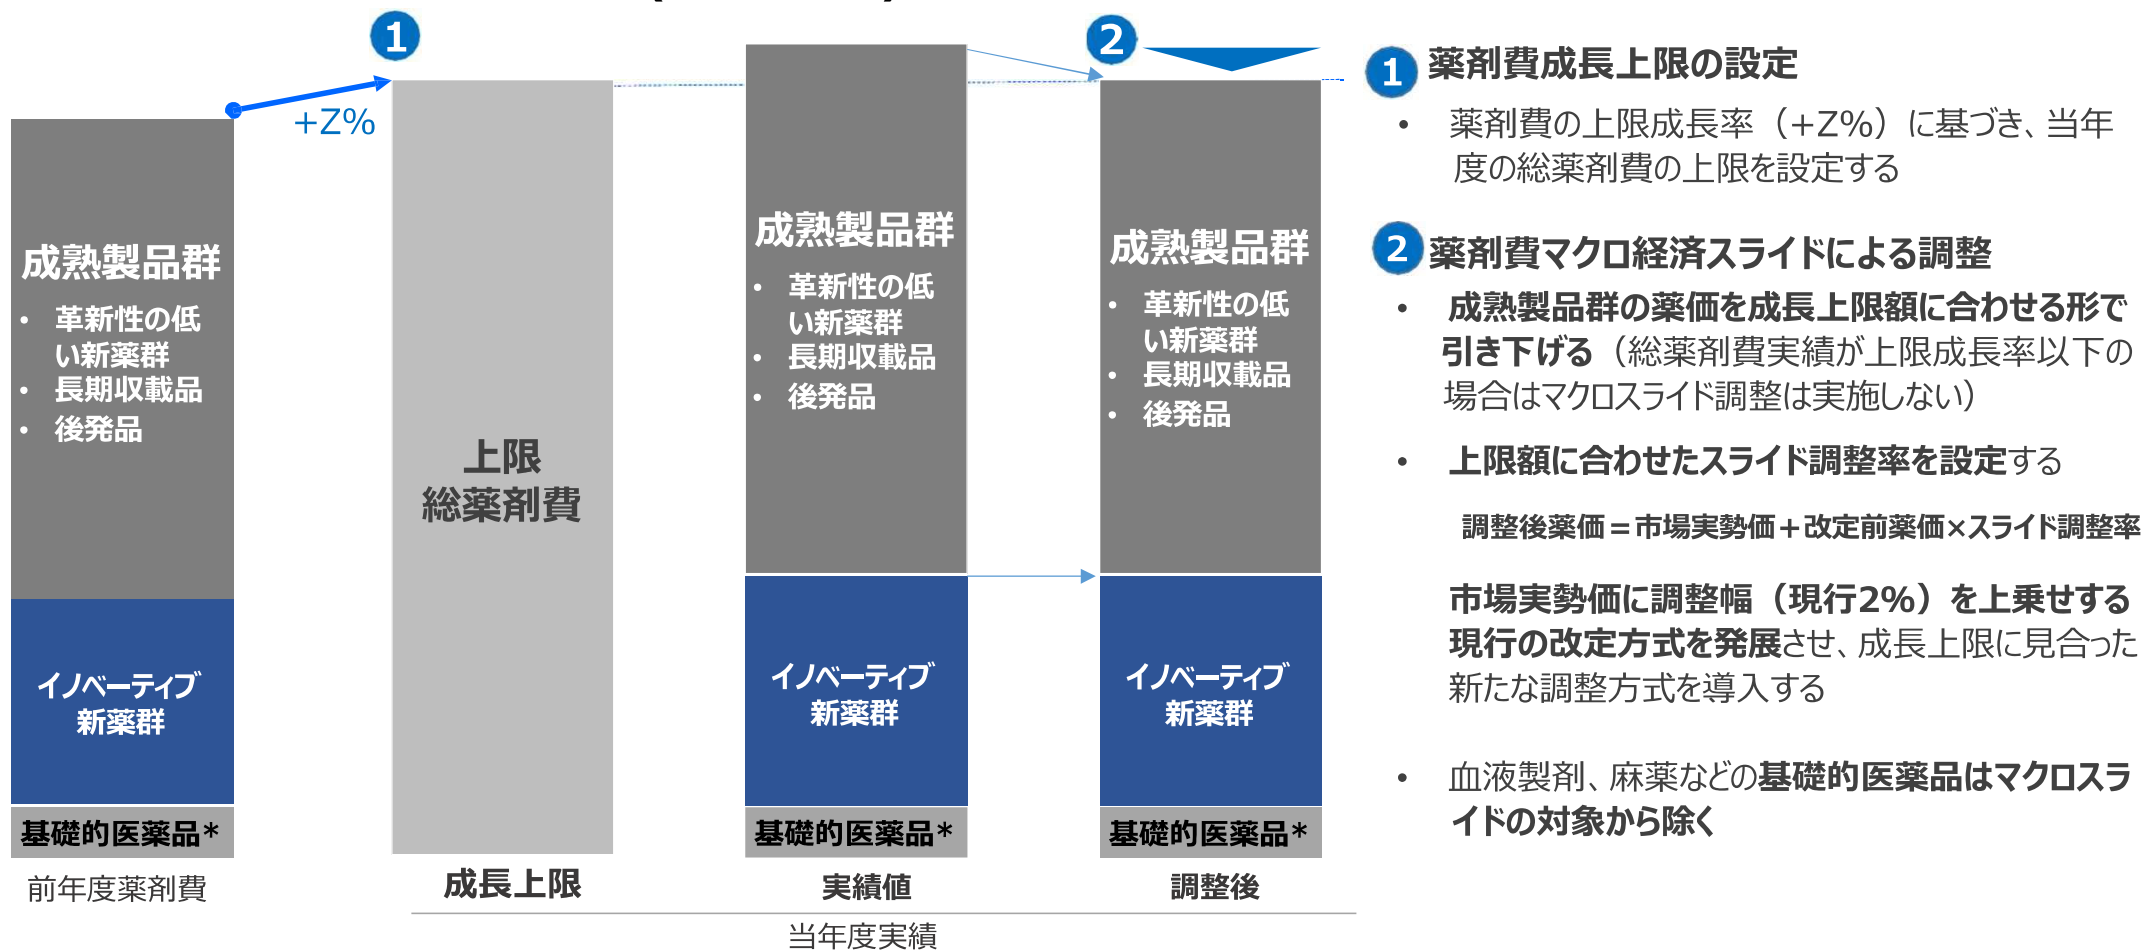 1
+Z%
成熟製品群
• 革新性の低
い新薬群
• 長期収載品
• 後発品
イノベーティブ
新薬群
基礎的医薬品*
前年度薬剤費
上限
総薬剤費
成長上限
成熟製品群
• 革新性の低
い新薬群
• 長期収載品
• 後発品
イノベーティブ
新薬群
基礎的医薬品*
実績値
2
成熟製品群
• 革新性の低
い新薬群
• 長期収載品
• 後発品
イノベーティブ
新薬群
基礎的医薬品*
調整後
当年度実績
1 薬剤費成長上限の設定
• 薬剤費の上限成長率（+Z%）に基づき、当年
度の総薬剤費の上限を設定する
2 薬剤費マクロ経済スライドによる調整
• 成熟製品群の薬価を成長上限額に合わせる形で
引き下げる（総薬剤費実績が上限成長率以下の
場合はマクロスライド調整は実施しない）
• 上限額に合わせたスライド調整率を設定する
調整後薬価＝市場実勢価＋改定前薬価×スライド調整率
市場実勢価に調整幅（現行2%）を上乗せする
現行の改定方式を発展させ、成長上限に見合った
新たな調整方式を導入する
• 血液製剤、麻薬などの基礎的医薬品はマクロスラ
イドの対象から除く